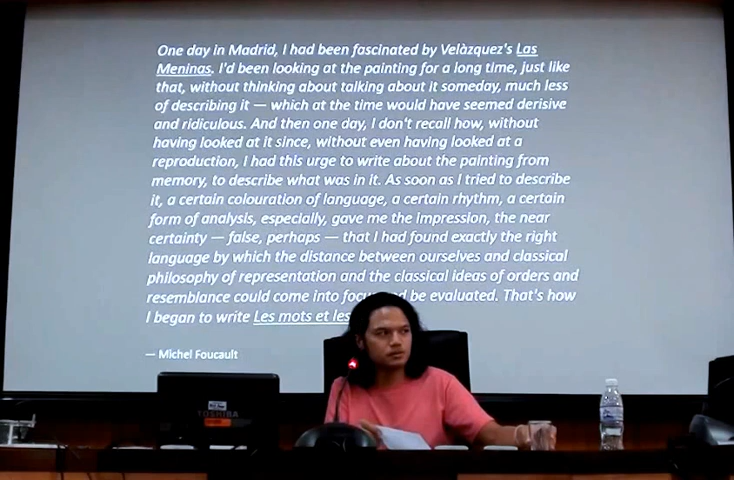 One day in Madrid, I had been fascinated by Velàzquez's Las
Meninas. I'd been looking at the painting for a long time, just like
that, without thinking about talking about it someday, much less
of describing it — which at the time would have seemed derisive
and ridiculous. And then one day, I don't recall how, without
having looked at it since, without even having looked at a
reproduction, I had this urge to write about the painting from
memory, to describe what was in it. As soon as I tried to describe
it, a certain colouration of language, a certain rhythm, a certain
form of analysis, especially, gave me the impression, the near
certainty — false, perhaps — that I had found exactly the right
language by which the distance between ourselves and classical
philosophy of representation and the classical ideas of orders and
resemblance could come into be evaluated. That's how
I began to write Les mots et les
— Michel Foucault
TOSHIBA